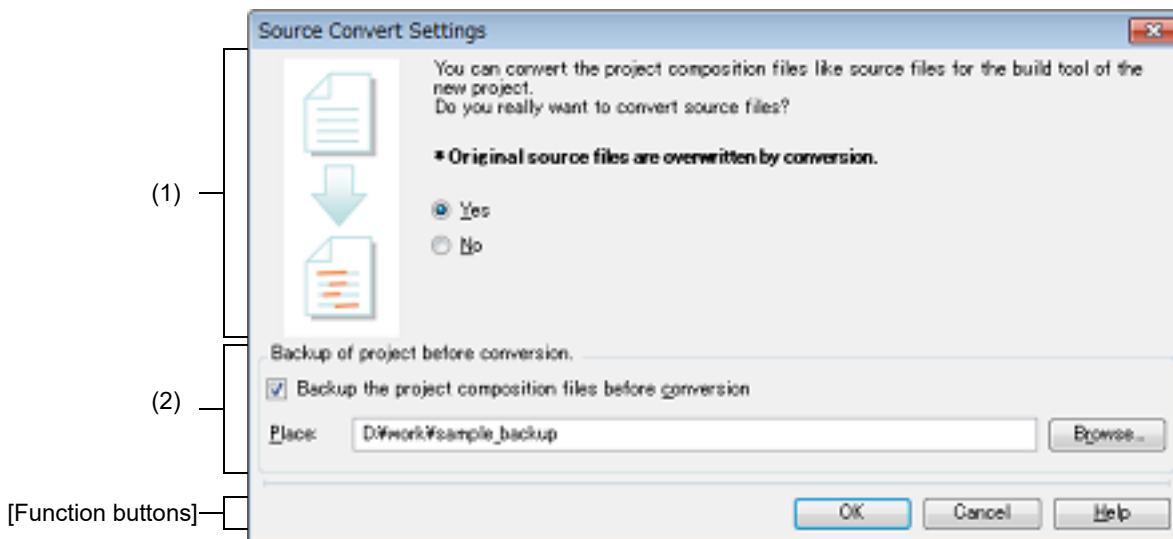 Source Convert Settings
You can convert the project composition files like source files for the build tool of the
new project.
Do you really want to convert source files?
* Original source files are overwritten by conversion.
(1)
Yes
No
Backup of project before conversion.
Backup the project composition files before conversion
(2)
Place: D:¥work¥sample_backup Browse...
[Function buttons] OK Cancel Help